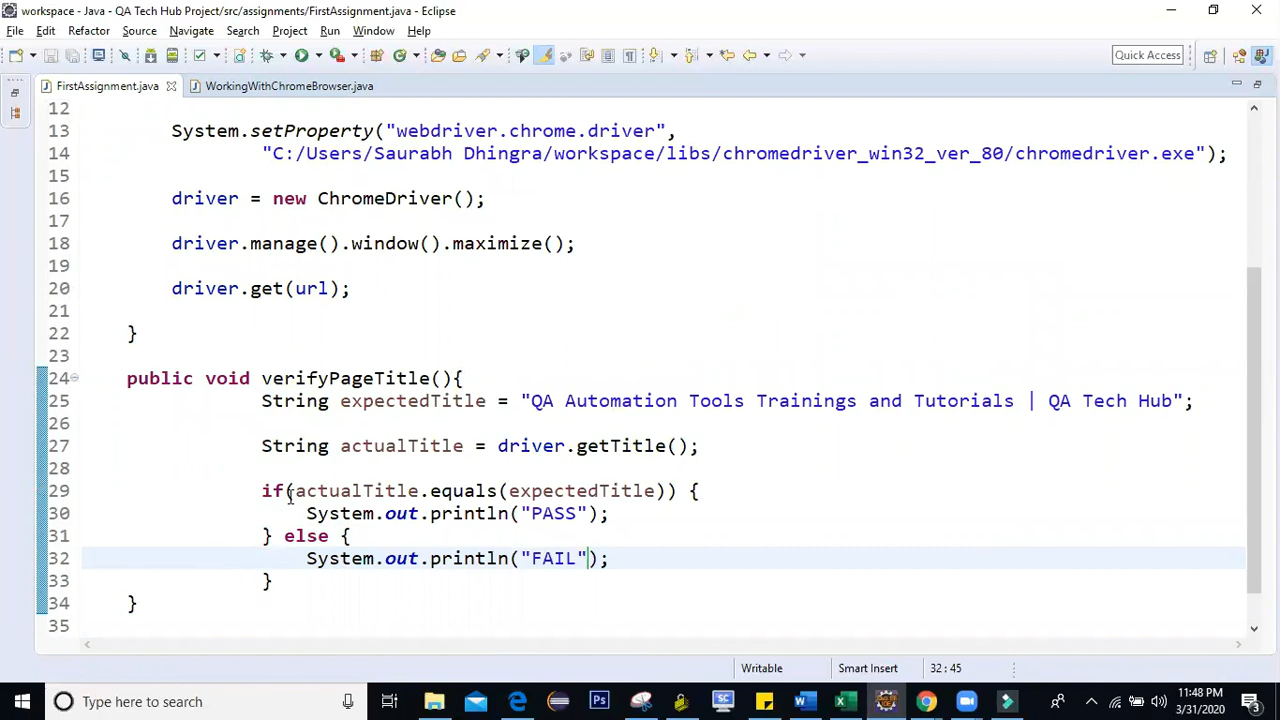 workspace - Java - QA Tech Hub Project/src/assignments/FirstAssignment.java - Eclipse
File Edit Refactor Source Navigate Search Project Run Window Help
Quick Access
FirstAssignment.java WorkingWithChromeBrowser.java
12
13 System.setProperty("webdriver.chrome.driver",
14 "C:/Users/Saurabh Dhingra/workspace/libs/chromedriver_win32_ver_80/chromedriver.exe");
15
16 driver = new ChromeDriver();
17
18 driver.manage().window().maximize();
19
20 driver.get(url);
21
22 }
23
24 public void verifyPageTitle(){
25 String expectedTitle = "QA Automation Tools Trainings and Tutorials | QA Tech Hub";
26
27 String actualTitle = driver.getTitle();
28
29 if(actualTitle.equals(expectedTitle)) {
30 System.out.println("PASS");
31 } else {
32 System.out.println("FAIL");
33 }
34 }
35
Writable Smart Insert 32 : 45
Type here to search
11:48 PM
3/31/2020